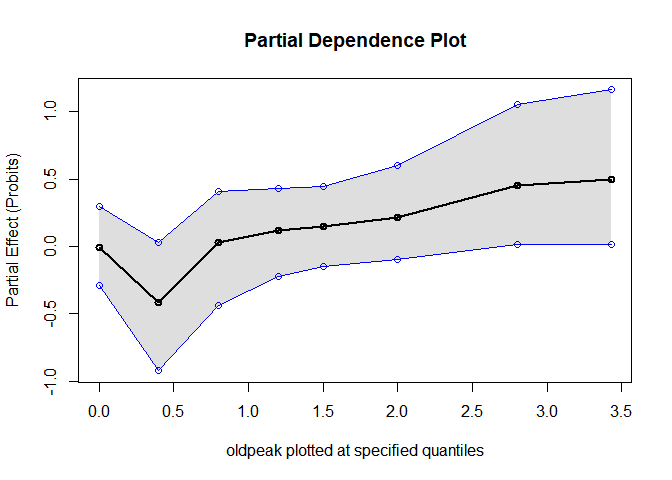 Partial Dependence Plot
Partial Effect (Probits)
1.0
0.5
0.0
-0.5
-1.0
0.0 0.5 1.0 1.5 2.0 2.5 3.0 3.5
oldpeak plotted at specified quantiles